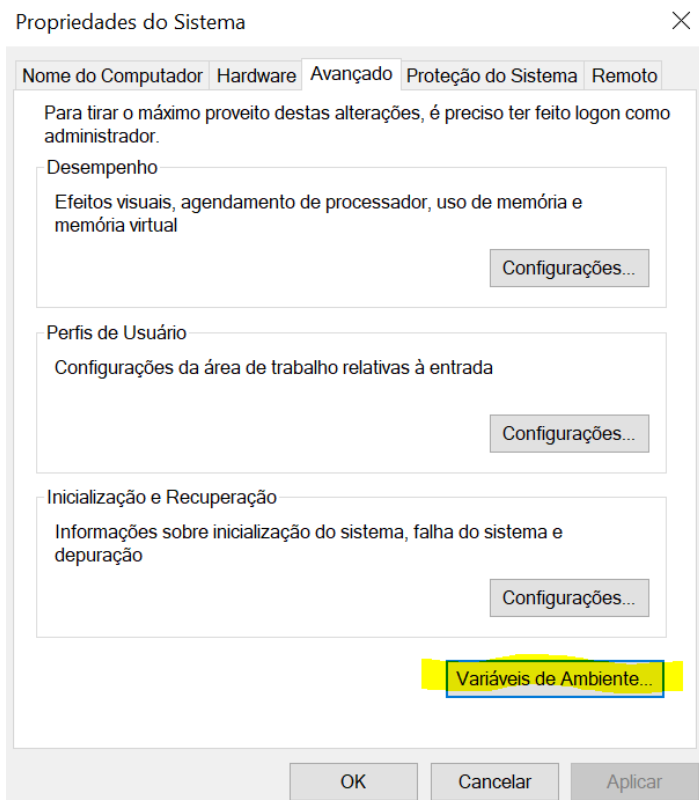 Propriedades do Sistema
Nome do Computador Hardware Avançado Proteção do Sistema Remoto
Para tirar o máximo proveito destas alterações, é preciso ter feito logon como
administrador.
Desempenho
Efeitos visuais, agendamento de processador, uso de memória e
memória virtual
Configurações...
Perfis de Usuário
Configurações da área de trabalho relativas à entrada
Configurações...
Inicialização e Recuperação
Informações sobre inicialização do sistema, falha do sistema e
depuração
Configurações...
Variáveis de Ambiente...
OK Cancelar Aplicar